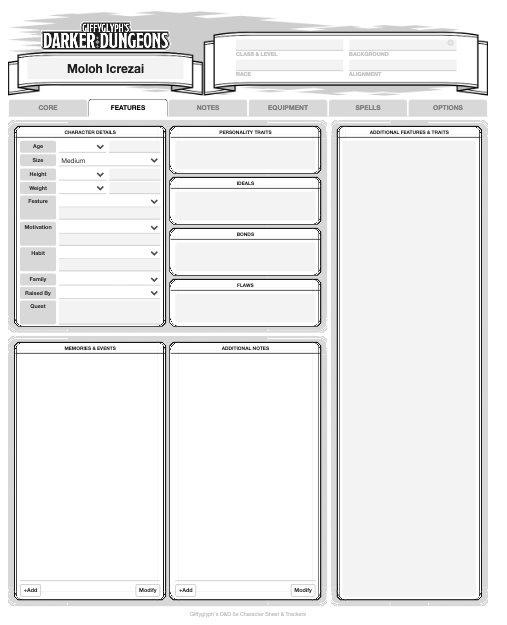 GIFFYGLYPH'S
DARKER DUNGEONS
Moloh Icrezai
CLASS & LEVEL BACKGROUND
RACE ALIGNMENT
CORE FEATURES NOTES EQUIPMENT SPELLS OPTIONS
CHARACTER DETAILS
Age
Size Medium
Height
Weight
Feature
Motivation
Habit
Family
Raised By
Quest
PERSONALITY TRAITS
IDEALS
BONDS
FLAWS
ADDITIONAL FEATURES & TRAITS
MEMORIES & EVENTS
+Add Modify
ADDITIONAL NOTES
+Add Modify
Giffyglyph's D&D 5e Character Sheet & Trackers